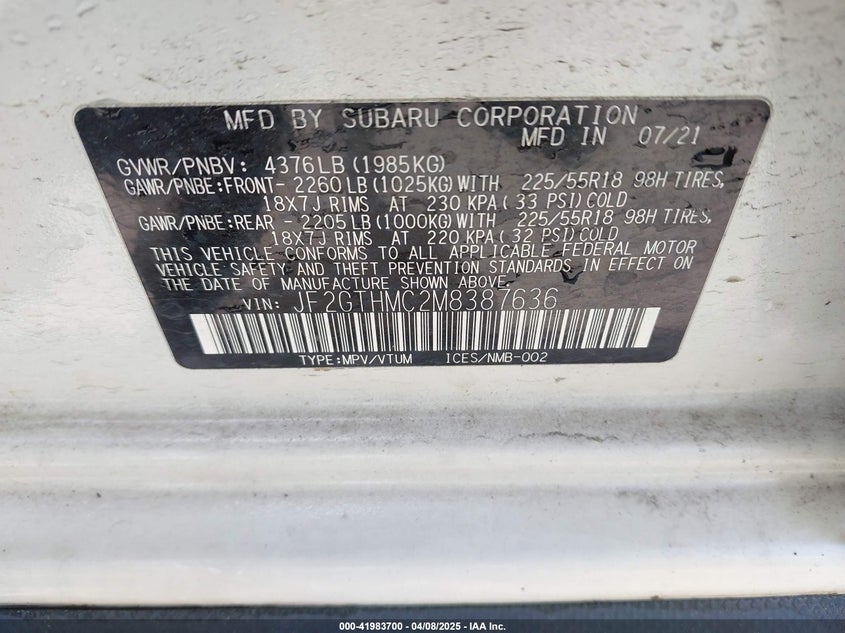 MFD BY SUBARU CORPORATION
MFD IN 07/21
GVWR/PNBV: 4376LB(1985KG)
GAWR/PNBE:FRONT- 2260LB(1025KG)WITH 225/55R18 98H TIRES,
18X7J RIMS AT 230 KPA( 33 PSI)COLD
GAWR/PNBE:REAR - 2205LB(1000KG)WITH 225/55R18 98H TIRES,
18X7J RIMS AT 220 KPA( 32 PSI)COLD
THIS VEHICLE CONFORMS TO ALL APPLICABLE FEDERAL MOTOR
VEHICLE SAFETY AND THEFT PREVENTION STANDARDS IN EFFECT ON
THE DATE OF MANUFACTURE SHOWN ABOVE.
VIN: JF2GTHMC2M8387636
TYPE:MPV/VTUM ICES/NMB-002
000-41983700 | 04/08/2025 - IAA Inc.